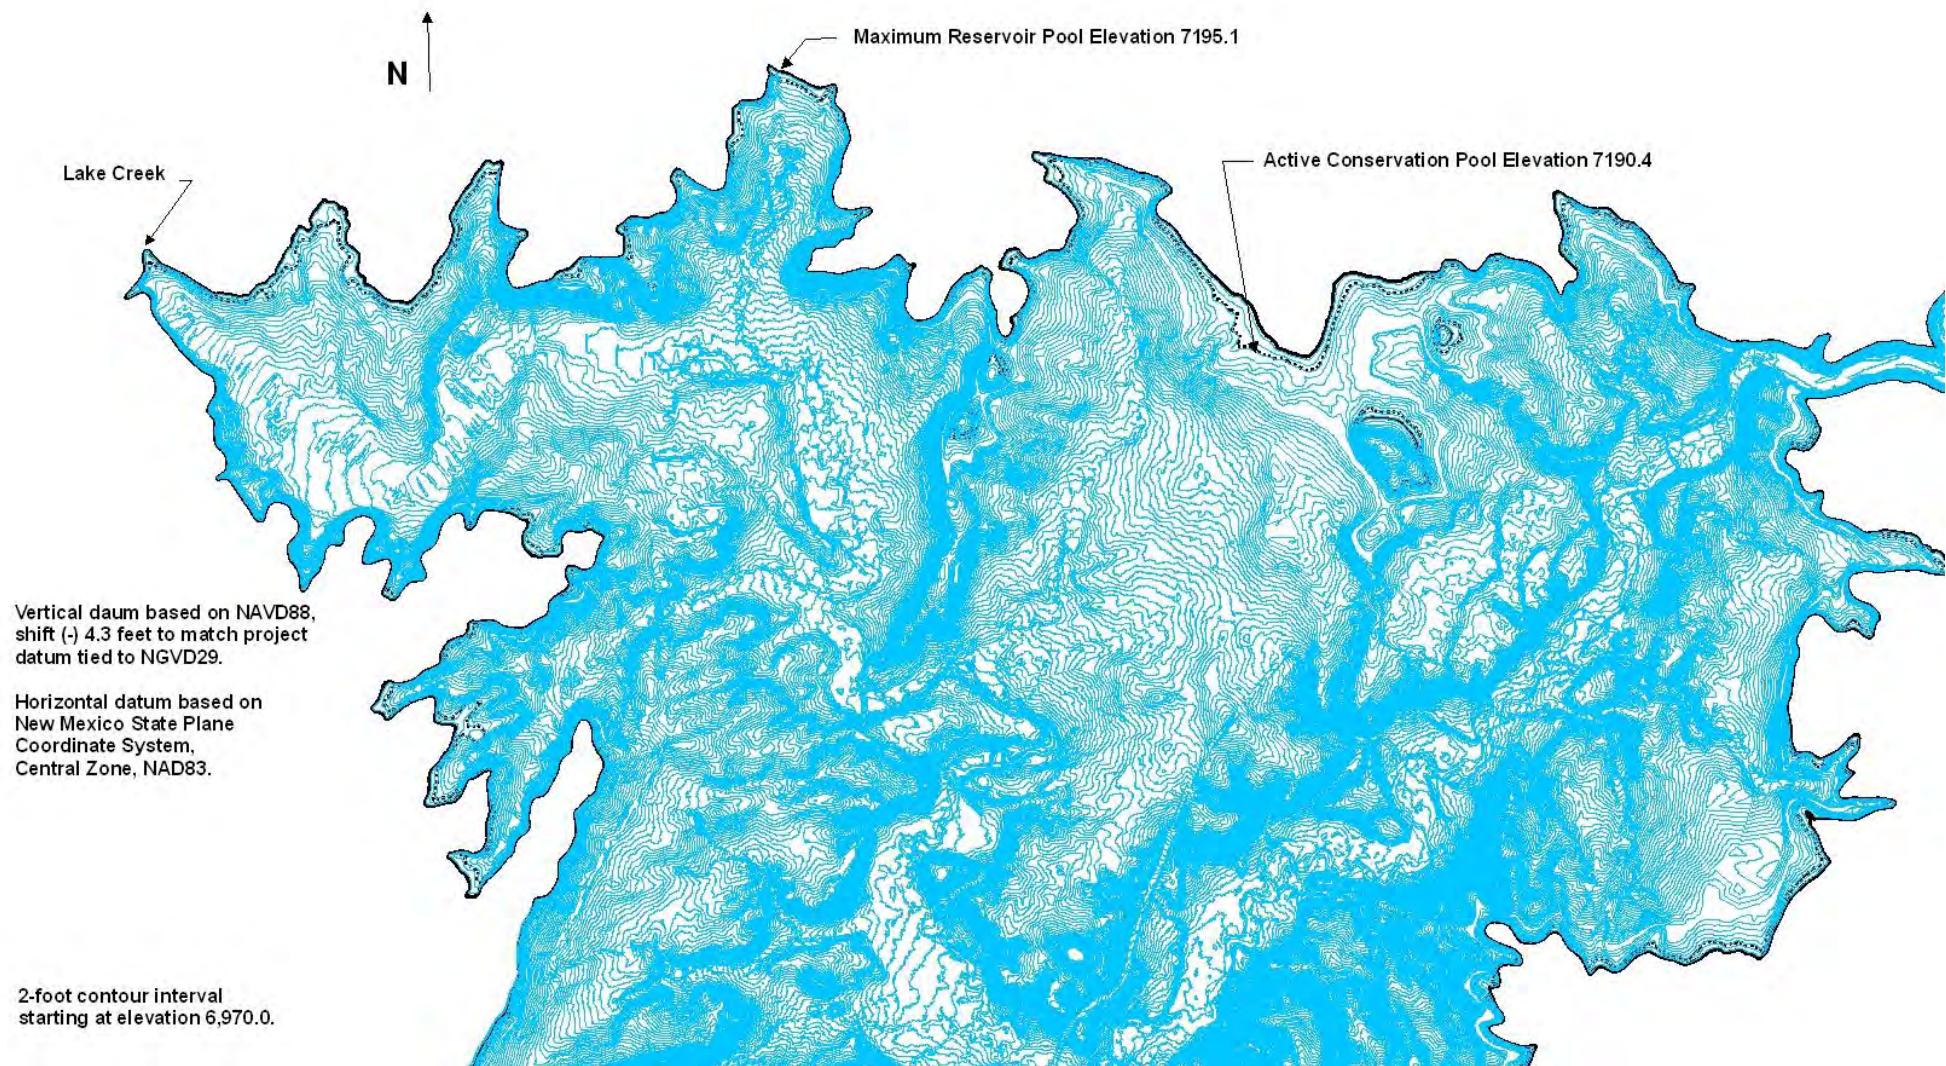 Maximum Reservoir Pool Elevation 7195.1
N
Active Conservation Pool Elevation 7190.4
Lake Creek
Vertical daum based on NAVD88,
shift (-) 4.3 feet to match project
datum tied to NGVD29.
Horizontal datum based on
New Mexico State Plane
Coordinate System,
Central Zone, NAD83.
2-foot contour interval
starting at elevation 6,970.0.